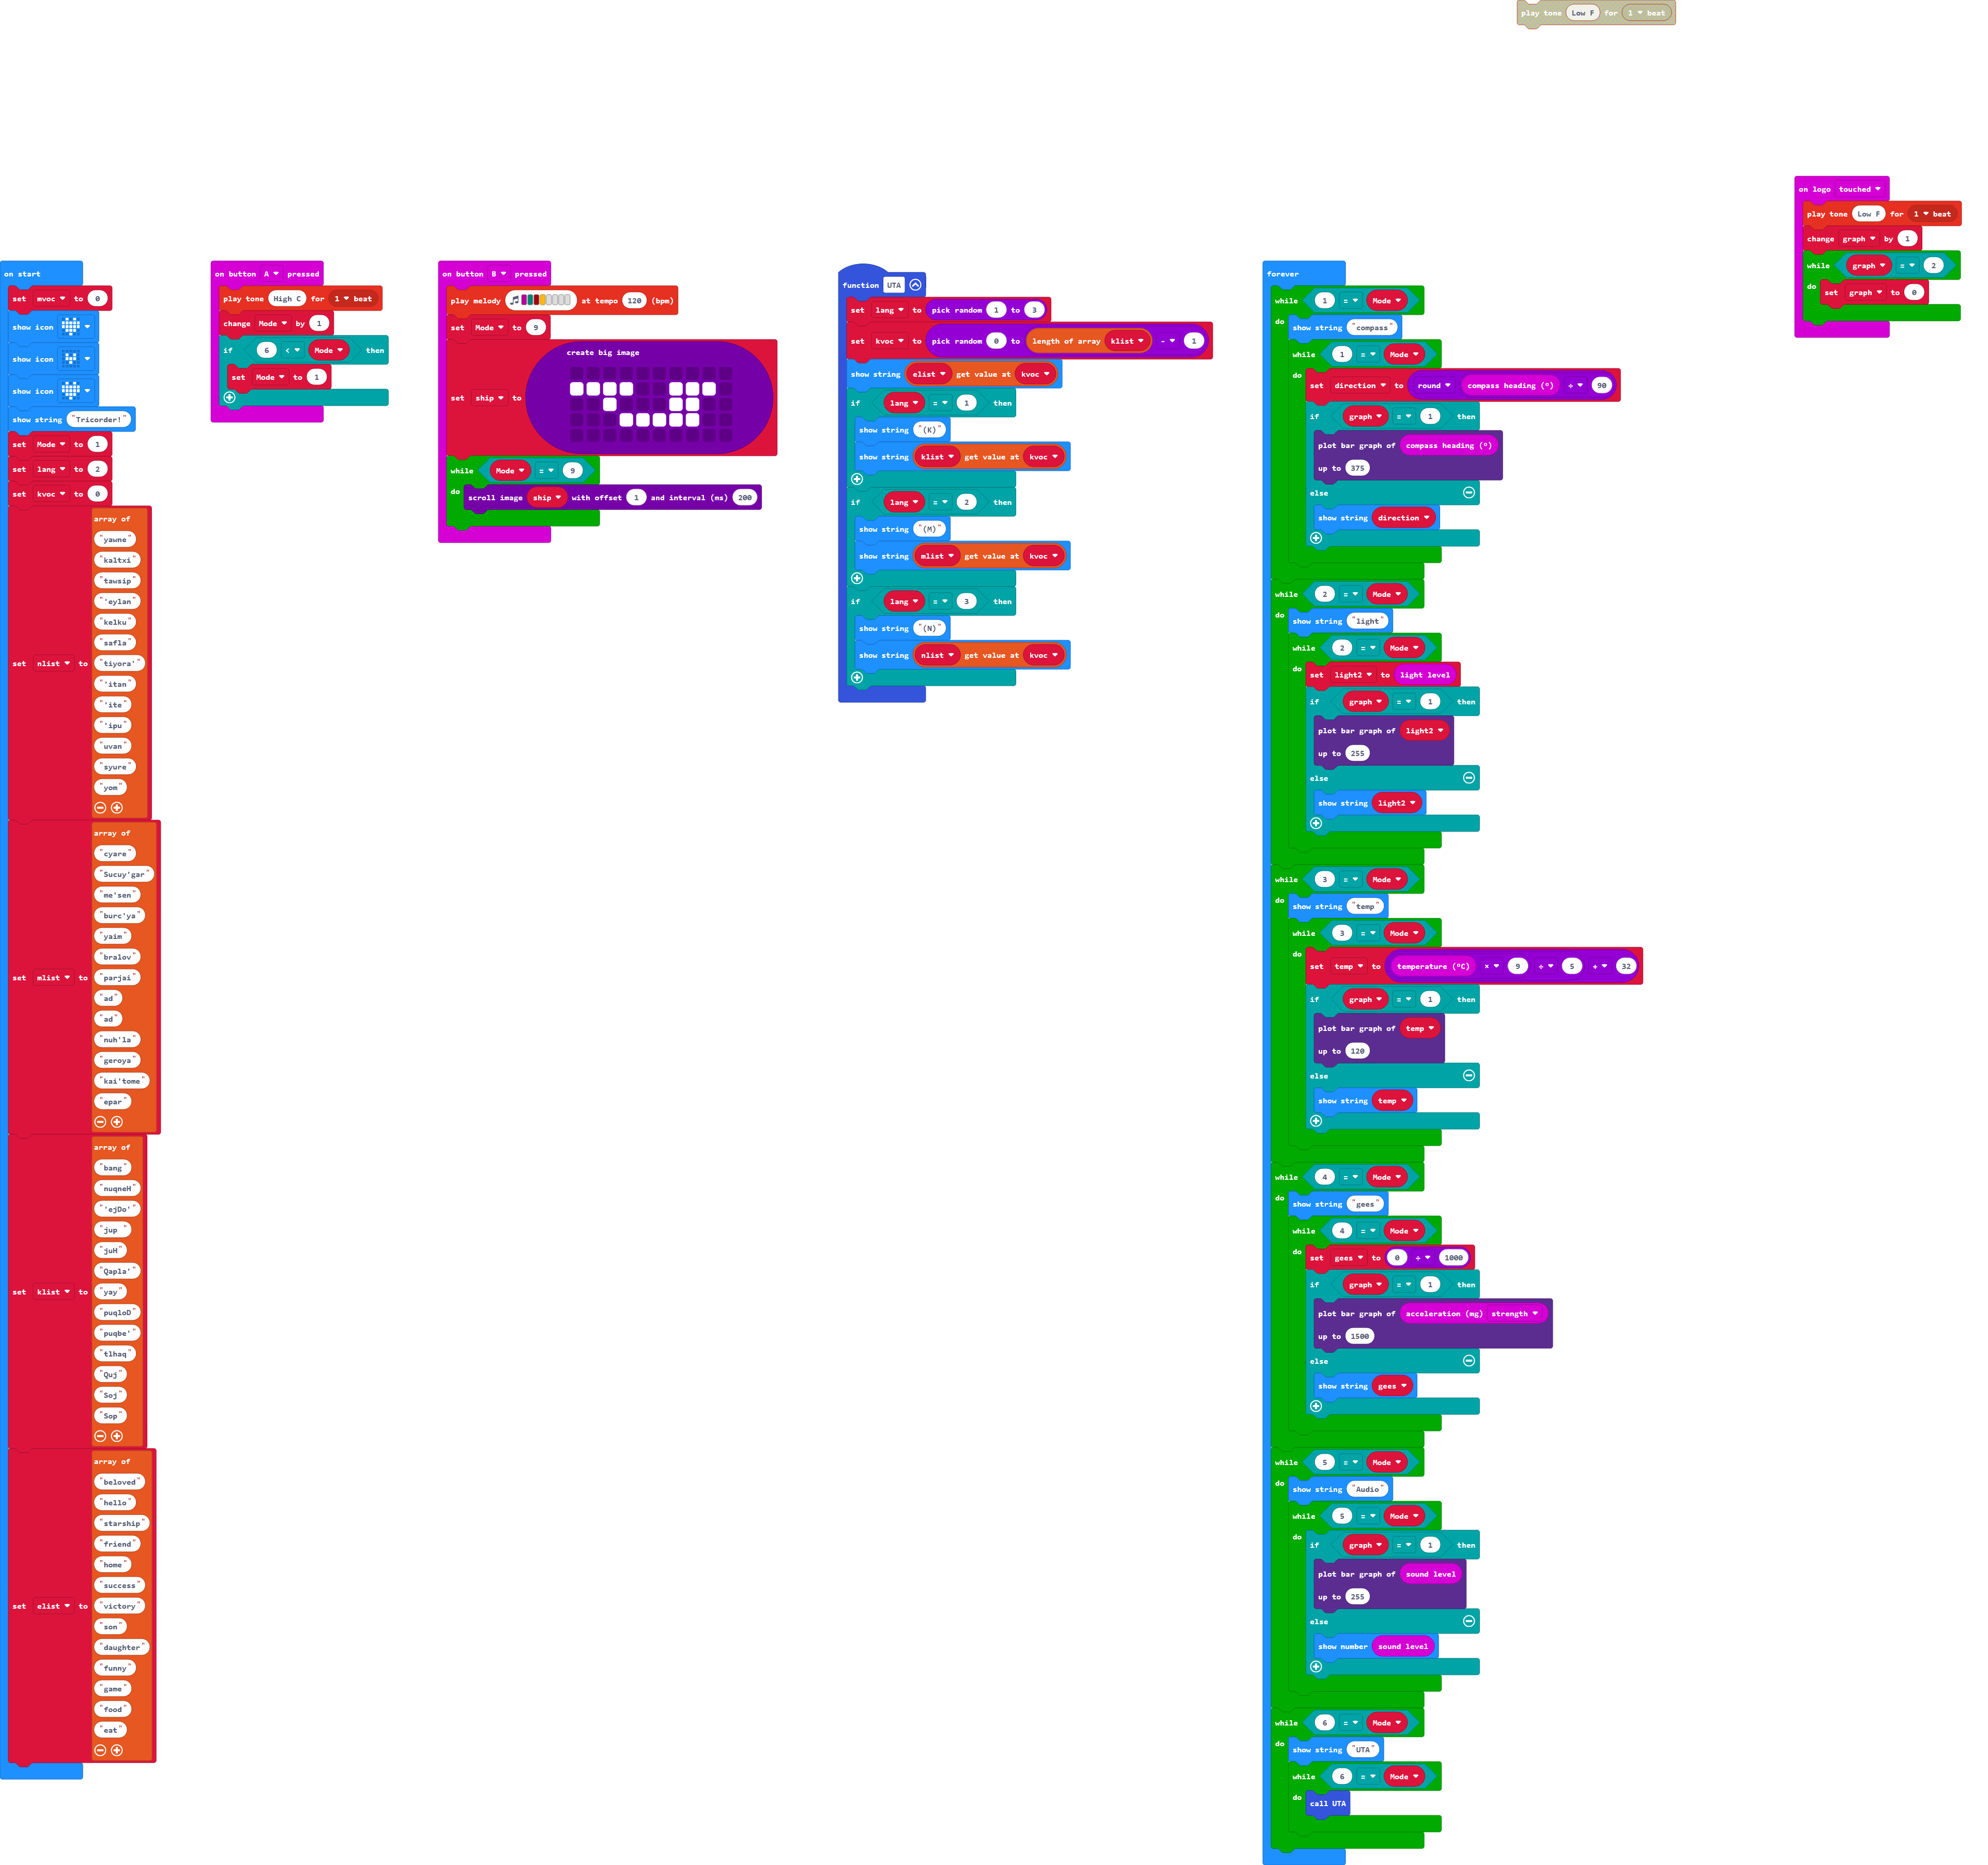 play tone Low F for 1 beat
on start
set mvoc to 0
show icon
show icon
show icon
show string "Tricorder!"
set Mode to 1
set lang to 2
set kvoc to 0
set nlist to array of
"yawne"
"kaltxi"
"tawsip"
"'eylan"
"kelku"
"safla"
"tiyora'"
"'itan"
"'ite"
"'ipu"
"uvan"
"syure"
"yom"
set mlist to array of
"cyare"
"Sucuy'gar"
"me'sen"
"burc'ya"
"yaim"
"bralov"
"parjai"
"ad"
"ad"
"nuh'la"
"geroya"
"kai'tome"
"epar"
set klist to array of
"bang"
"nuqneH"
"'ejDo'"
"jup "
"juH"
"Qapla'"
"yay"
"puqloD"
"puqbe'"
"tlhaq"
"Quj"
"Soj"
"Sop"
set elist to array of
"beloved"
"hello"
"starship"
"friend"
"home"
"success"
"victory"
"son"
"daughter"
"funny"
"game"
"food"
"eat"
on button A pressed
play tone High C for 1 beat
change Mode by 1
if 6 < Mode then
set Mode to 1
on button B pressed
play melody at tempo 120 (bpm)
set Mode to 9
create big image
set ship to
while Mode = 9
do scroll image ship with offset 1 and interval (ms) 200
function UTA
set lang to pick random 1 to 3
set kvoc to pick random 0 to length of array klist - 1
show string elist get value at kvoc
if lang = 1 then
show string "(K)"
show string klist get value at kvoc
if lang = 2 then
show string "(M)"
show string mlist get value at kvoc
if lang = 3 then
show string "(N)"
show string nlist get value at kvoc
forever
while 1 = Mode
do show string "compass"
while 1 = Mode
do set direction to round compass heading (º) ÷ 90
if graph = 1 then
plot bar graph of compass heading (º)
up to 375
else
show string direction
while 2 = Mode
do show string "light"
while 2 = Mode
do set light2 to light level
if graph = 1 then
plot bar graph of light2
up to 255
else
show string light2
while 3 = Mode
do show string "temp"
while 3 = Mode
do set temp to temperature (ºC) × 9 ÷ 5 + 32
if graph = 1 then
plot bar graph of temp
up to 120
else
show string temp
while 4 = Mode
do show string "gees"
while 4 = Mode
do set gees to 0 ÷ 1000
if graph = 1 then
plot bar graph of acceleration (mg) strength
up to 1500
else
show string gees
while 5 = Mode
do show string "Audio"
while 5 = Mode
do if graph = 1 then
plot bar graph of sound level
up to 255
else
show number sound level
while 6 = Mode
do show string "UTA"
while 6 = Mode
do call UTA
on logo touched
play tone Low F for 1 beat
change graph by 1
while graph = 2
do set graph to 0